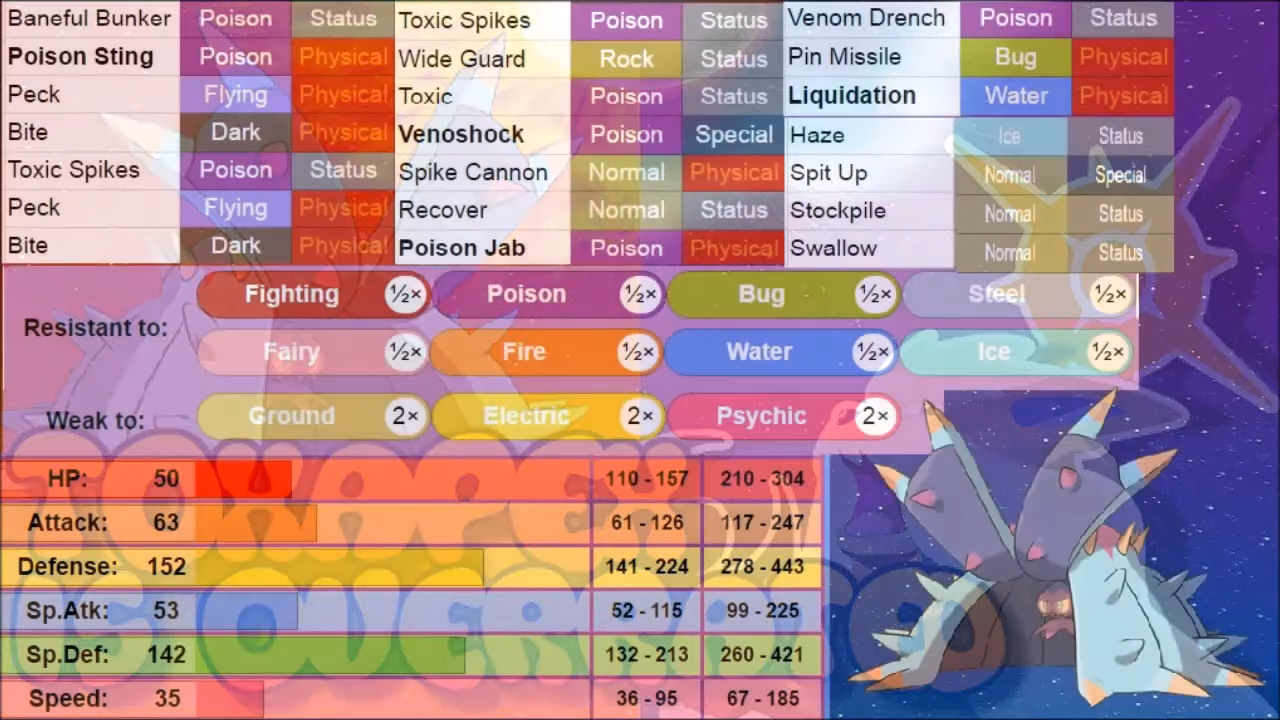 Baneful Bunker Poison Status Toxic Spikes Poison Status Venom Drench Poison Status
Poison Sting Poison Physical Wide Guard Rock Status Pin Missile Bug Physical
Peck Flying Physical Toxic Poison Status Liquidation Water Physical
Bite Dark Physical Venoshock Poison Special Haze Ice Status
Toxic Spikes Poison Status Spike Cannon Normal Physical Spit Up Normal Special
Peck Flying Physical Recover Normal Status Stockpile Normal Status
Bite Dark Physical Poison Jab Poison Physical Swallow Normal Status
Resistant to:
Fighting ½× Poison ½× Bug ½× Steel ½×
Fairy ½× Fire ½× Water ½× Ice ½×
Weak to:
Ground 2× Electric 2× Psychic 2×
TOXAPEX
IS OVERRATED
HP: 50 110 - 157 210 - 304
Attack: 63 61 - 126 117 - 247
Defense: 152 141 - 224 278 - 443
Sp.Atk: 53 52 - 115 99 - 225
Sp.Def: 142 132 - 213 260 - 421
Speed: 35 36 - 95 67 - 185